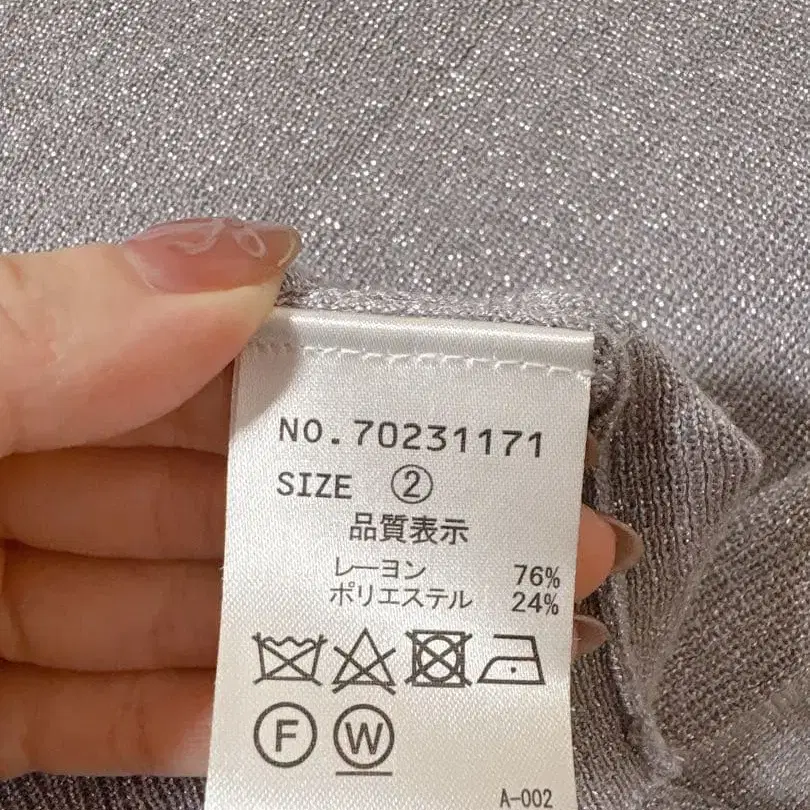 NO.70231171
SIZE ②
品質表示
レーヨン 76%
ポリエステル 24%
F W
A-002